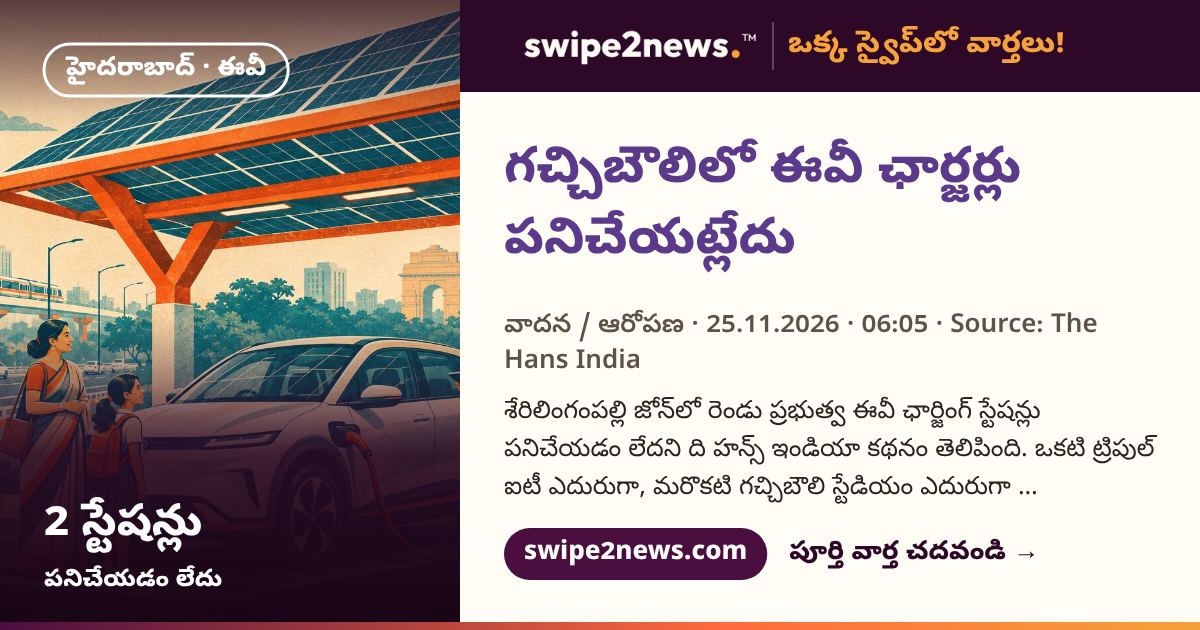 హైదరాబాద్ · ఈవీ
swipe2news.™
ఒక్క స్వైప్‌లో వార్తలు!
గచ్చిబౌలిలో ఈవీ ఛార్జర్లు
పనిచేయట్లేదు
వాదన / ఆరోపణ · 25.11.2026 · 06:05 · Source: The
Hans India
శేరిలింగంపల్లి జోన్‌లో రెండు ప్రభుత్వ ఈవీ ఛార్జింగ్ స్టేషన్లు
పనిచేయడం లేదని ది హన్స్ ఇండియా కథనం తెలిపింది. ఒకటి ట్రిపుల్
ఐటీ ఎదురుగా, మరొకటి గచ్చిబౌలి స్టేడియం ఎదురుగా ...
2 స్టేషన్లు
పనిచేయడం లేదు
swipe2news.com
పూర్తి వార్త చదవండి →